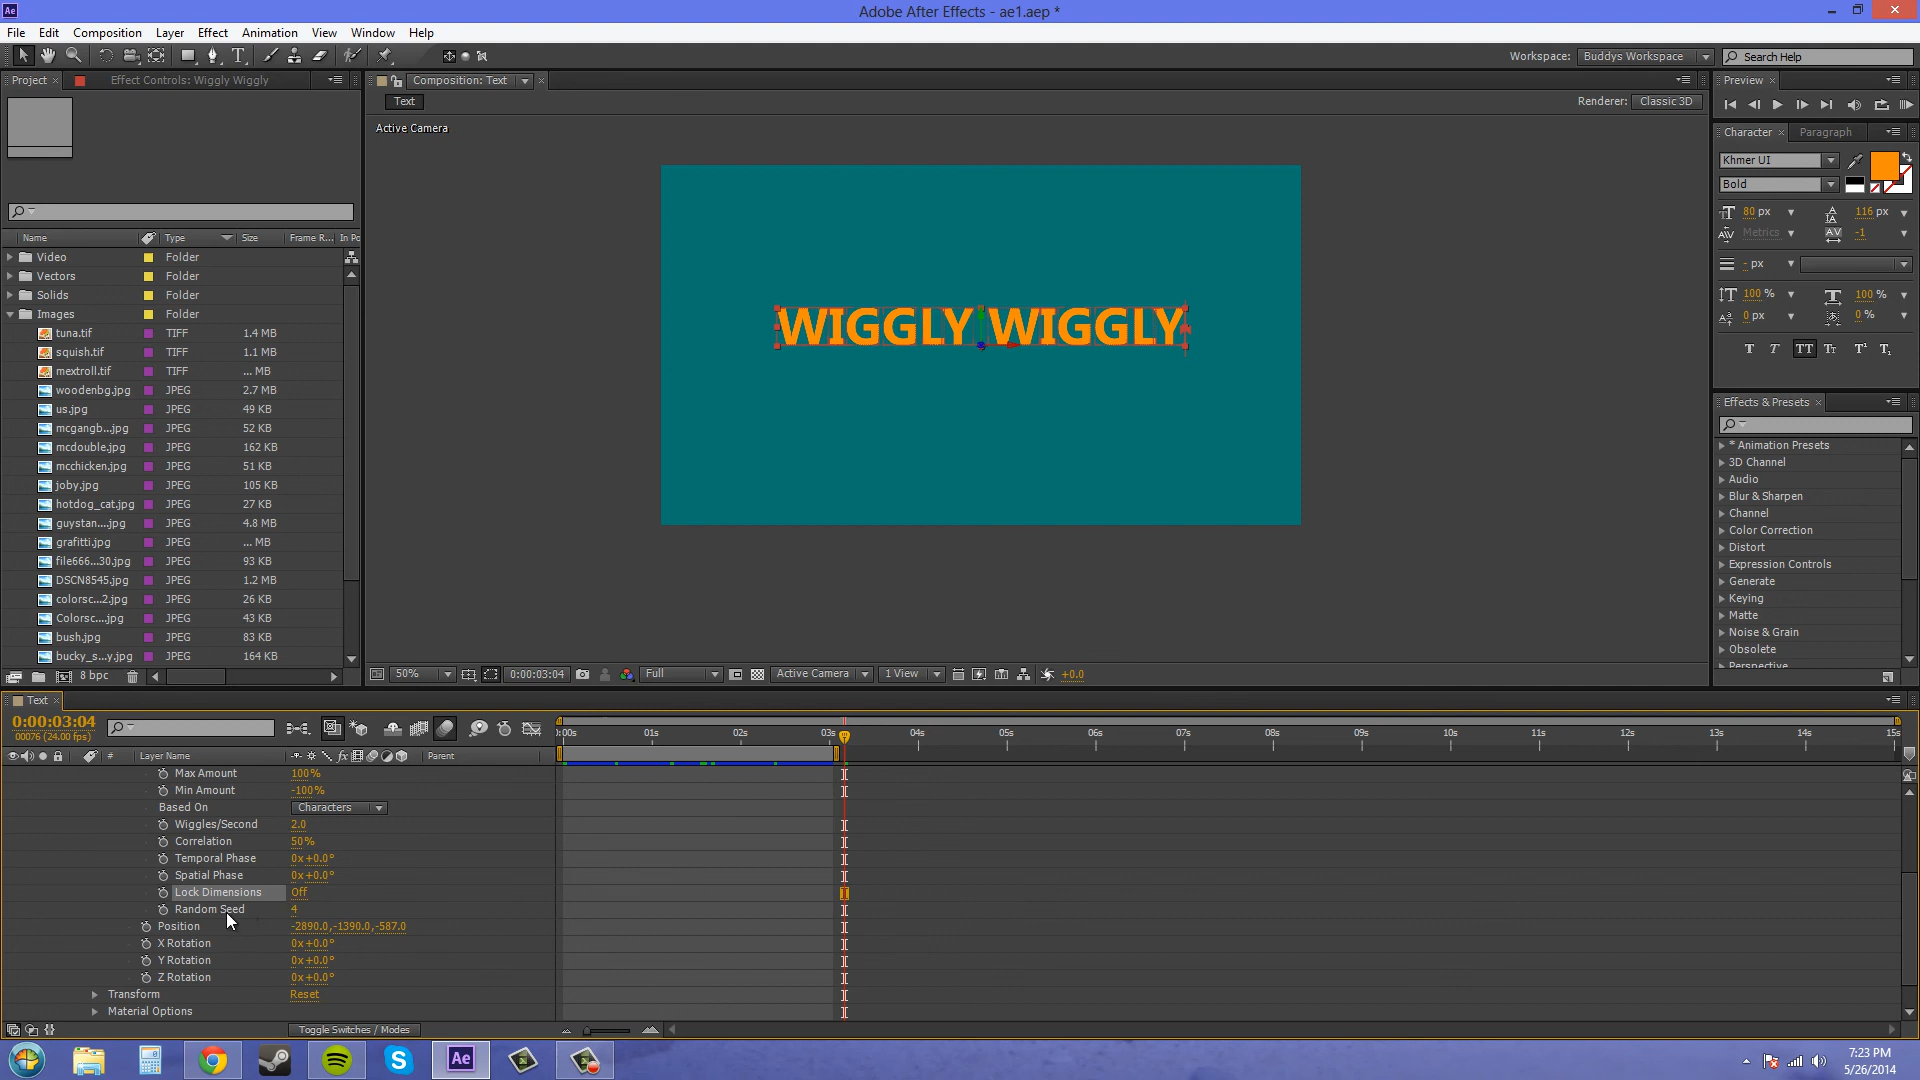 Ae Adobe After Effects - ae1.aep *
File Edit Composition Layer Effect Animation View Window Help
Workspace: Buddys Workspace Search Help
Project Effect Controls: Wiggly Wiggly
Composition: Text
Preview
Text
Renderer: Classic 3D
Active Camera
Character Paragraph
Khmer UI
Bold
80 px 116 px
Metrics -1
- px
100 % 100 %
0 px 0 %
T T TT Tt T¹ T₁
WIGGLY WIGGLY
Name Type Size Frame R... In Po
Video Folder
Vectors Folder
Solids Folder
Images Folder
tuna.tif TIFF 1.4 MB
squish.tif TIFF 1.1 MB
mextroll.tif TIFF ... MB
woodenbg.jpg JPEG 2.7 MB
us.jpg JPEG 49 KB
mcgangb...jpg JPEG 52 KB
mcdouble.jpg JPEG 162 KB
mcchicken.jpg JPEG 51 KB
joby.jpg JPEG 105 KB
hotdog_cat.jpg JPEG 27 KB
guystan....jpg JPEG 4.8 MB
grafitti.jpg JPEG ... MB
file666...30.jpg JPEG 93 KB
DSCN8545.jpg JPEG 1.2 MB
colorsc...2.jpg JPEG 26 KB
Colorsc....jpg JPEG 43 KB
bush.jpg JPEG 83 KB
bucky_s...y.jpg JPEG 164 KB
8 bpc
Effects & Presets
* Animation Presets
3D Channel
Audio
Blur & Sharpen
Channel
Color Correction
Distort
Expression Controls
Generate
Keying
Matte
Noise & Grain
Obsolete
Perspective
50% 0:00:03:04 Full Active Camera 1 View +0.0
Text
0:00:03:04
00076 (24.00 fps)
:00s 01s 02s 03s 04s 05s 06s 07s 08s 09s 10s 11s 12s 13s 14s 15s
# Layer Name Parent
Max Amount 100%
Min Amount -100%
Based On Characters
Wiggles/Second 2.0
Correlation 50%
Temporal Phase 0x+0.0°
Spatial Phase 0x+0.0°
Lock Dimensions Off
Random Seed 4
Position -2890.0,-1390.0,-587.0
X Rotation 0x+0.0°
Y Rotation 0x+0.0°
Z Rotation 0x+0.0°
Transform Reset
Material Options
Toggle Switches / Modes
Ae
7:23 PM
5/26/2014